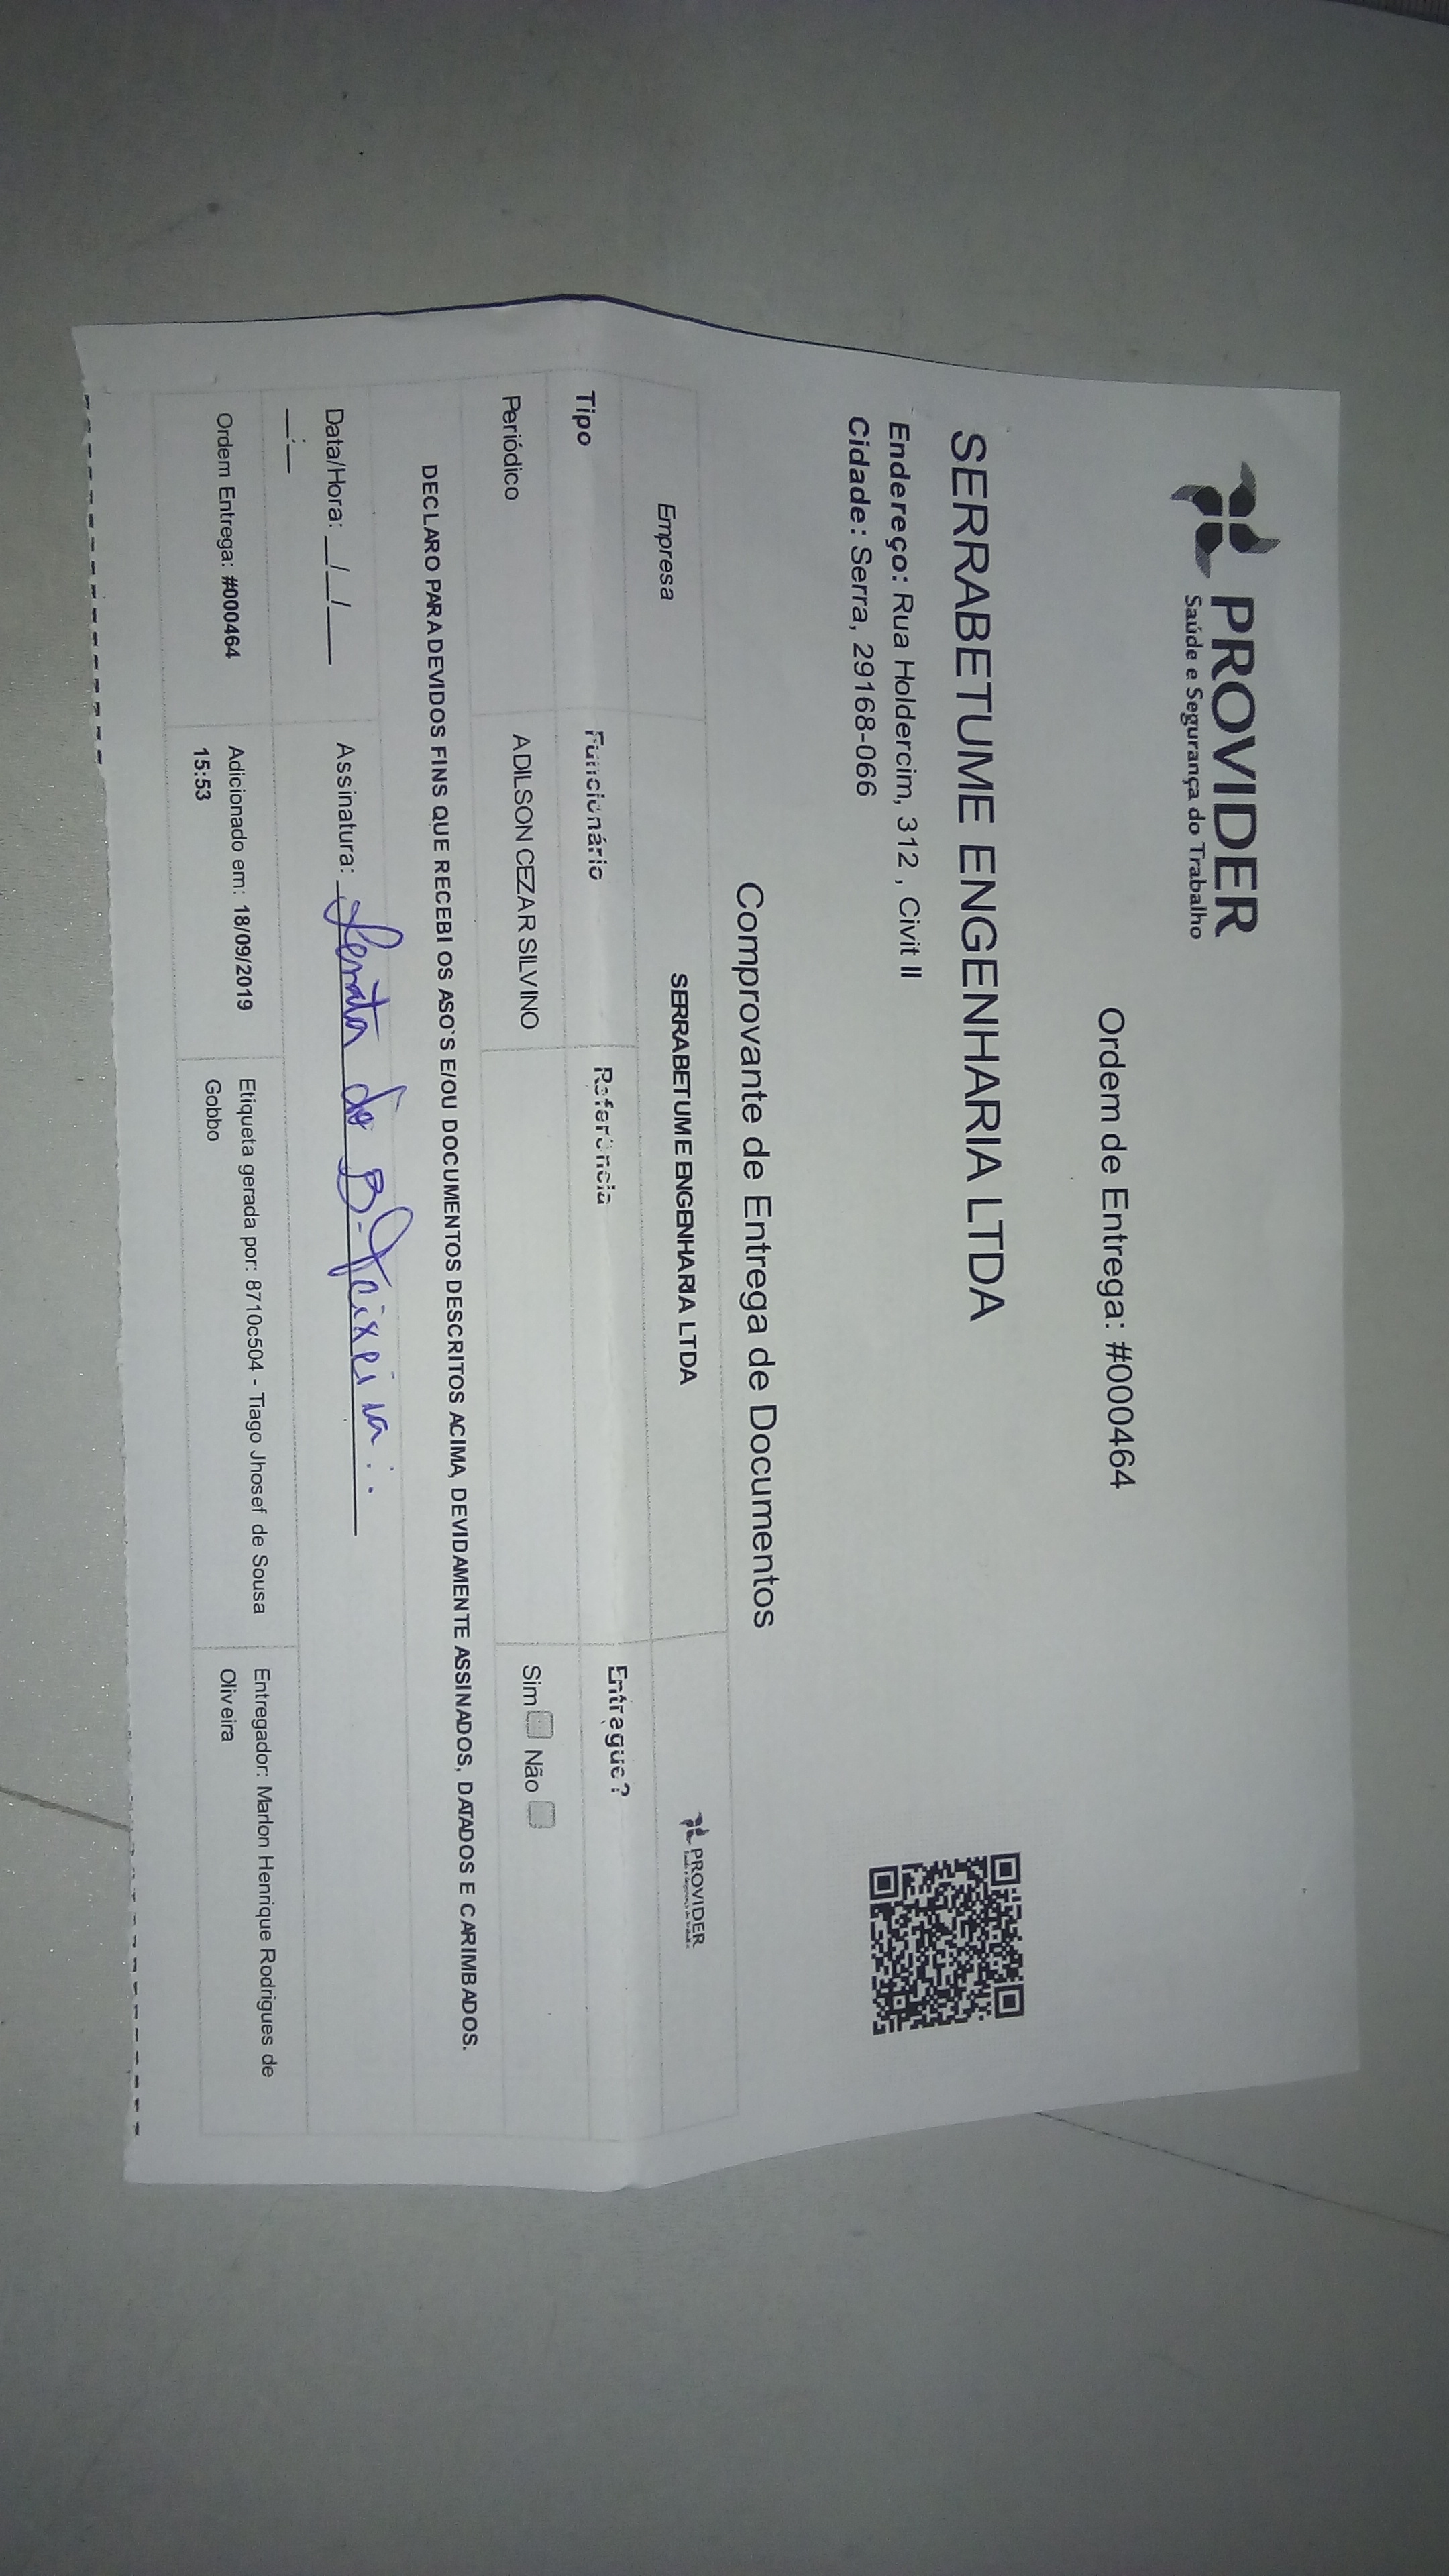 PROVIDER
Saúde e Segurança do Trabalho
Ordem de Entrega: #000464
SERRABETUME ENGENHARIA LTDA
Endereço: Rua Holdercim, 312 , Civit II
Cidade: Serra, 29168-066
Comprovante de Entrega de Documentos
Empresa SERRABETUME ENGENHARIA LTDA PROVIDER
Tipo Funcionário Referência Entregue?
Periódico ADILSON CEZAR SILVINO Sim Não
DECLARO PARA DEVIDOS FINS QUE RECEBI OS ASO`S E/OU DOCUMENTOS DESCRITOS ACIMA, DEVIDAMENTE ASSINADOS, DATADOS E CARIMBADOS.
Data/Hora: __/__/____ Assinatura: Renata de B. Teixeira
__:__
Ordem Entrega: #000464 Adicionado em: 18/09/2019 Etiqueta gerada por: 8710c504 - Tiago Jhosef de Sousa Entregador: Marlon Henrique Rodrigues de
15:53 Gobbo Oliveira